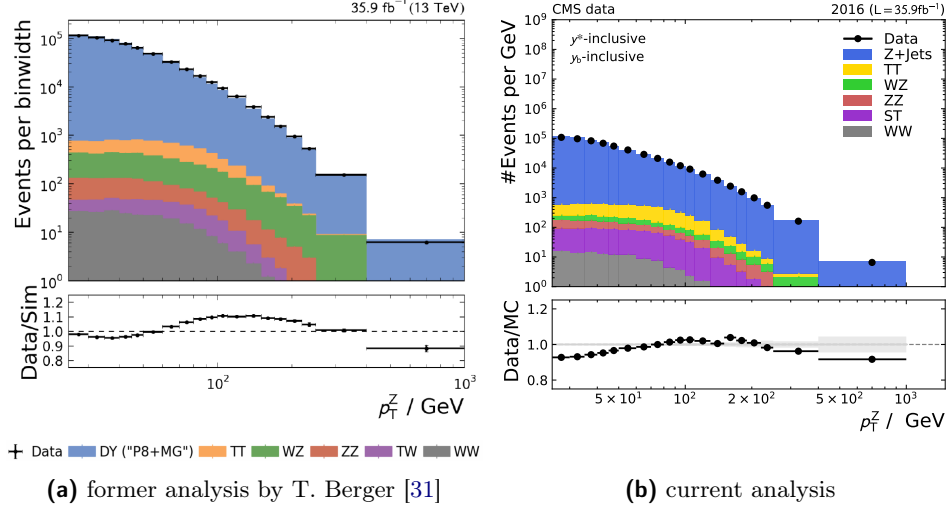 35.9 fb⁻¹(13 TeV)
Events per binwidth
10⁵
10⁴
10³
10²
10¹
10⁰
Data/Sim
1.1
1.0
0.9
0.8
10²
10³
p_T^Z / GeV
Data DY ("P8+MG") TT WZ ZZ TW WW
(a) former analysis by T. Berger [31]
CMS data 2016 (L=35.9fb⁻¹)
#Events per GeV
10⁹
10⁸
10⁷
10⁶
10⁵
10⁴
10³
10²
10¹
10⁰
y*-inclusive
y_b-inclusive
Data
Z+Jets
TT
WZ
ZZ
ST
WW
Data/MC
1.0
0.8
5 × 10¹
10²
2 × 10²
5 × 10²
10³
p_T^Z / GeV
(b) current analysis